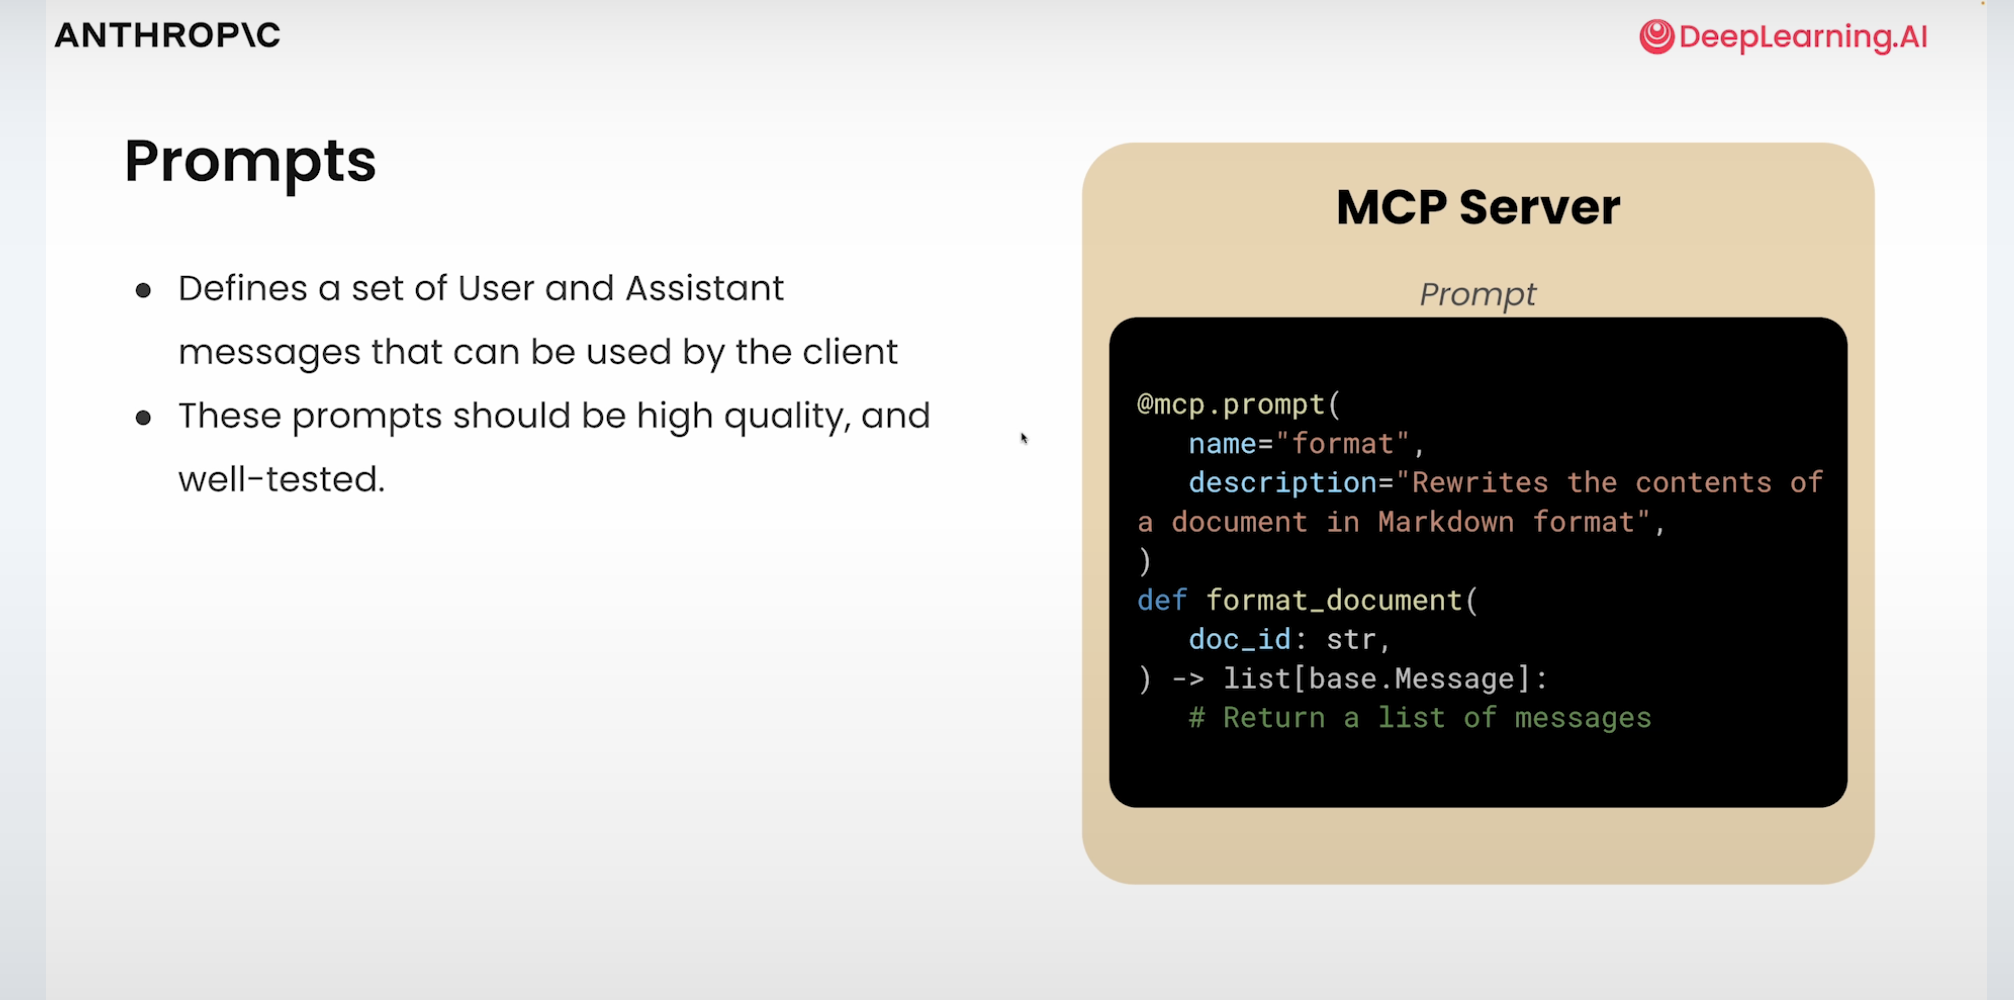 ANTHROP\C
DeepLearning.AI
Prompts
● Defines a set of User and Assistant
messages that can be used by the client
● These prompts should be high quality, and
well-tested.
MCP Server
Prompt
@mcp.prompt(
   name="format",
   description="Rewrites the contents of
a document in Markdown format",
)
def format_document(
   doc_id: str,
) -> list[base.Message]:
   # Return a list of messages